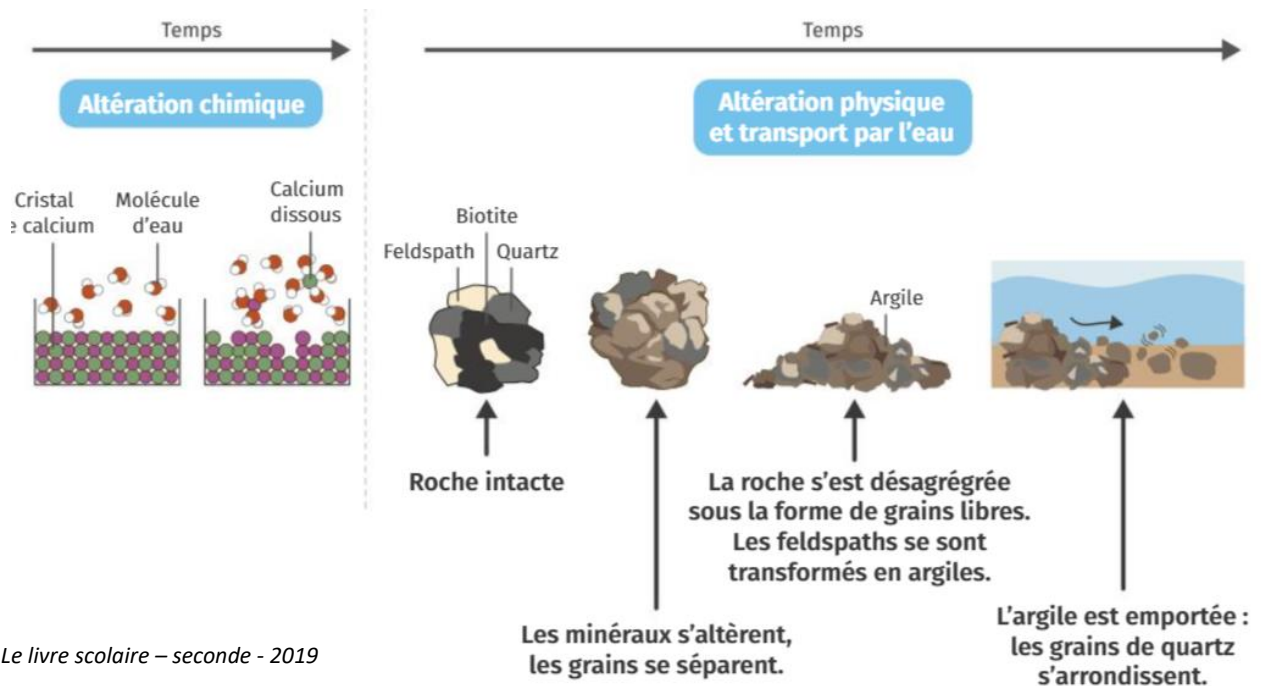 Temps
Altération chimique
Cristal
e calcium
Molécule
d'eau
Calcium
dissous
Temps
Altération physique
et transport par l'eau
Feldspath
Biotite
Quartz
Argile
Roche intacte
Les minéraux s'altèrent,
les grains se séparent.
La roche s'est désagrégrée
sous la forme de grains libres.
Les feldspaths se sont
transformés en argiles.
L'argile est emportée :
les grains de quartz
s'arrondissent.
Le livre scolaire – seconde - 2019